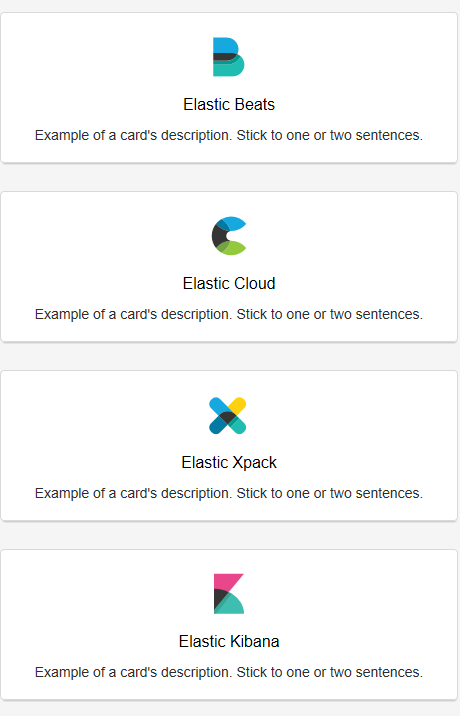 Elastic Beats
Example of a card's description. Stick to one or two sentences.
Elastic Cloud
Example of a card's description. Stick to one or two sentences.
Elastic Xpack
Example of a card's description. Stick to one or two sentences.
Elastic Kibana
Example of a card's description. Stick to one or two sentences.